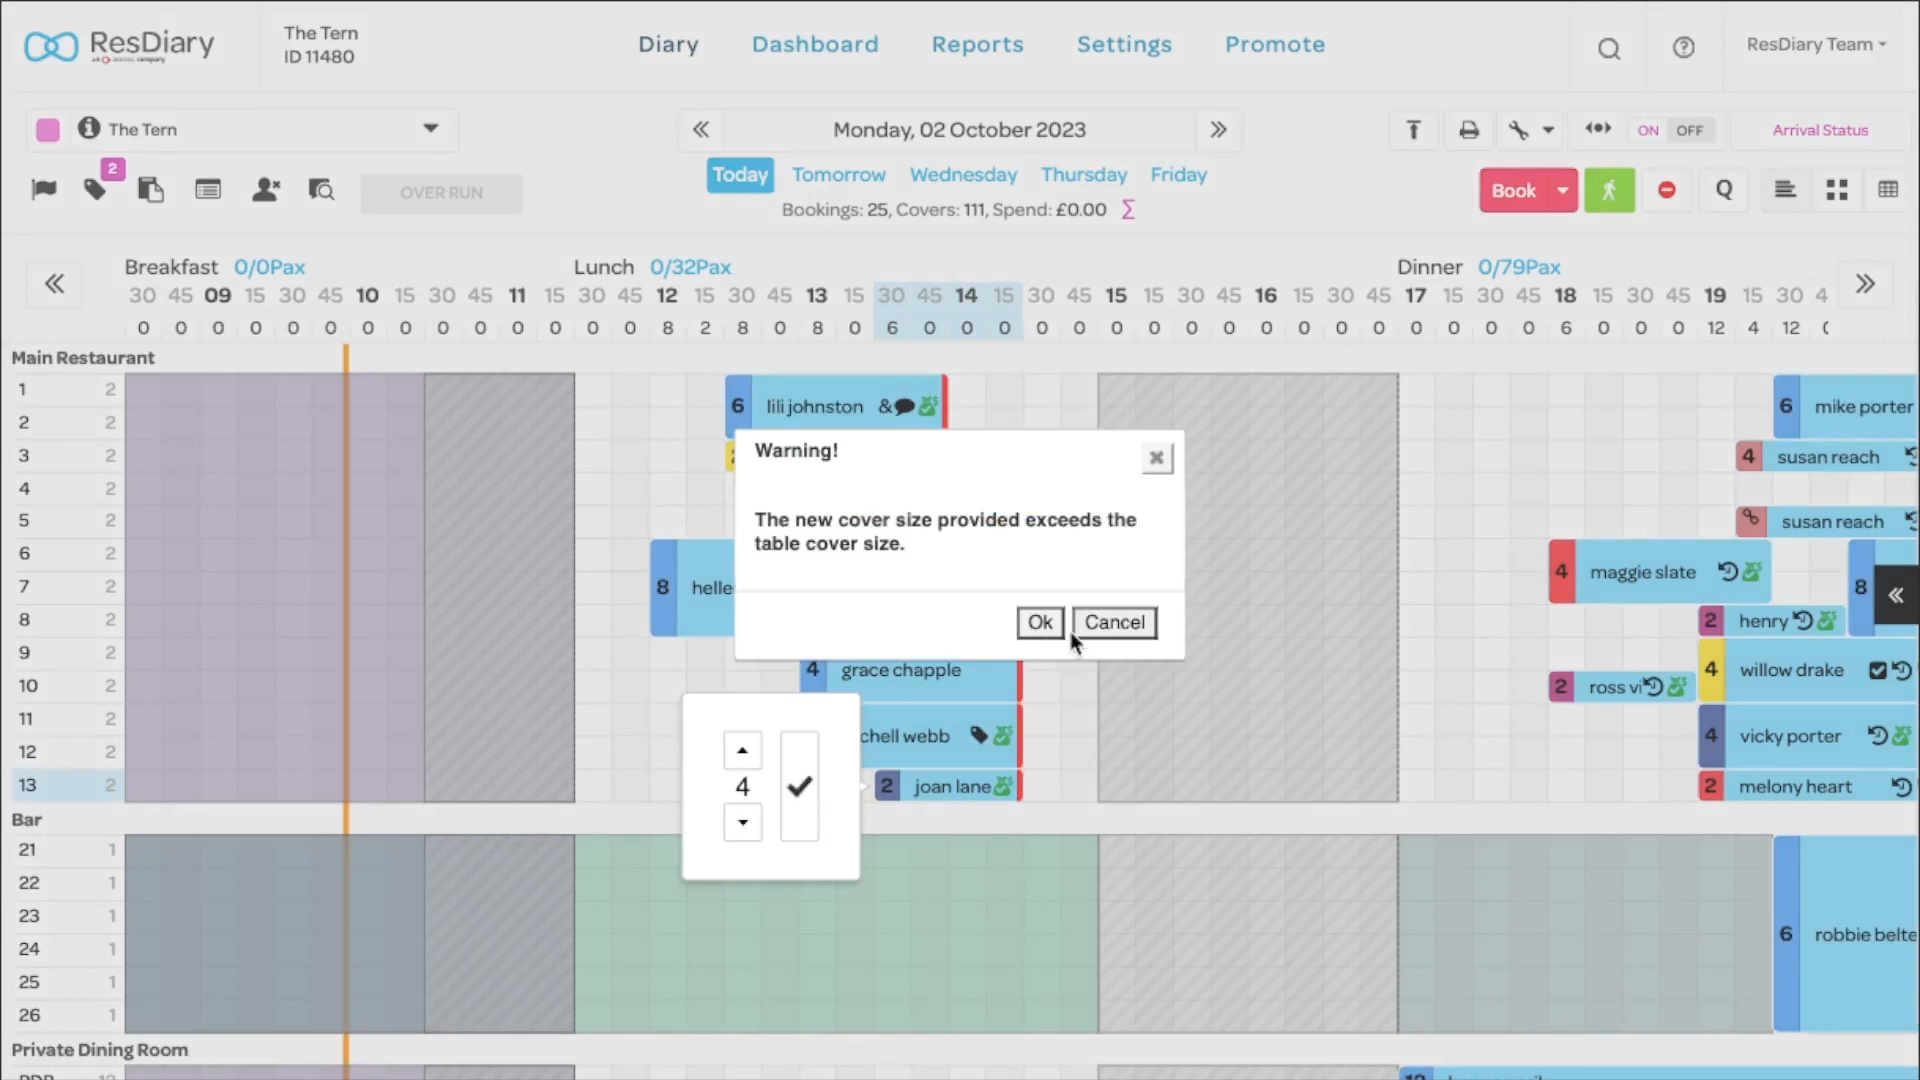 ResDiary
The Tern
ID 11480
Diary Dashboard Reports Settings Promote
ResDiary Team
The Tern
Monday, 02 October 2023
ON OFF
Arrival Status
2
OVER RUN
Today Tomorrow Wednesday Thursday Friday
Bookings: 25, Covers: 111, Spend: £0.00 Σ
Book
Q
Breakfast 0/0Pax Lunch 0/32Pax Dinner 0/79Pax
30 45 09 15 30 45 10 15 30 45 11 15 30 45 12 15 30 45 13 15 30 45 14 15 30 45 15 15 30 45 16 15 30 45 17 15 30 45 18 15 30 45 19 15 30 4
0 0 0 0 0 0 0 0 0 0 0 0 0 0 8 2 8 0 8 0 6 0 0 0 0 0 0 0 0 0 0 0 0 0 0 0 0 0 6 0 0 0 12 4 12
Main Restaurant
1 2
6 lili johnston &
6 mike porter
2 2
3 2
4 susan reach
4 2
5 2
susan reach
6 2
4 maggie slate
7 2
8 helle
8
8 2
2 henry
9 2
4 grace chapple
4 willow drake
10 2
2 ross vi
11 2
chell webb
4 vicky porter
12 2
13 2
2 joan lane
2 melony heart
Warning!
The new cover size provided exceeds the
table cover size.
Ok Cancel
4
Bar
21 1
22 1
23 1
24 1
6 robbie belte
25 1
26 1
Private Dining Room